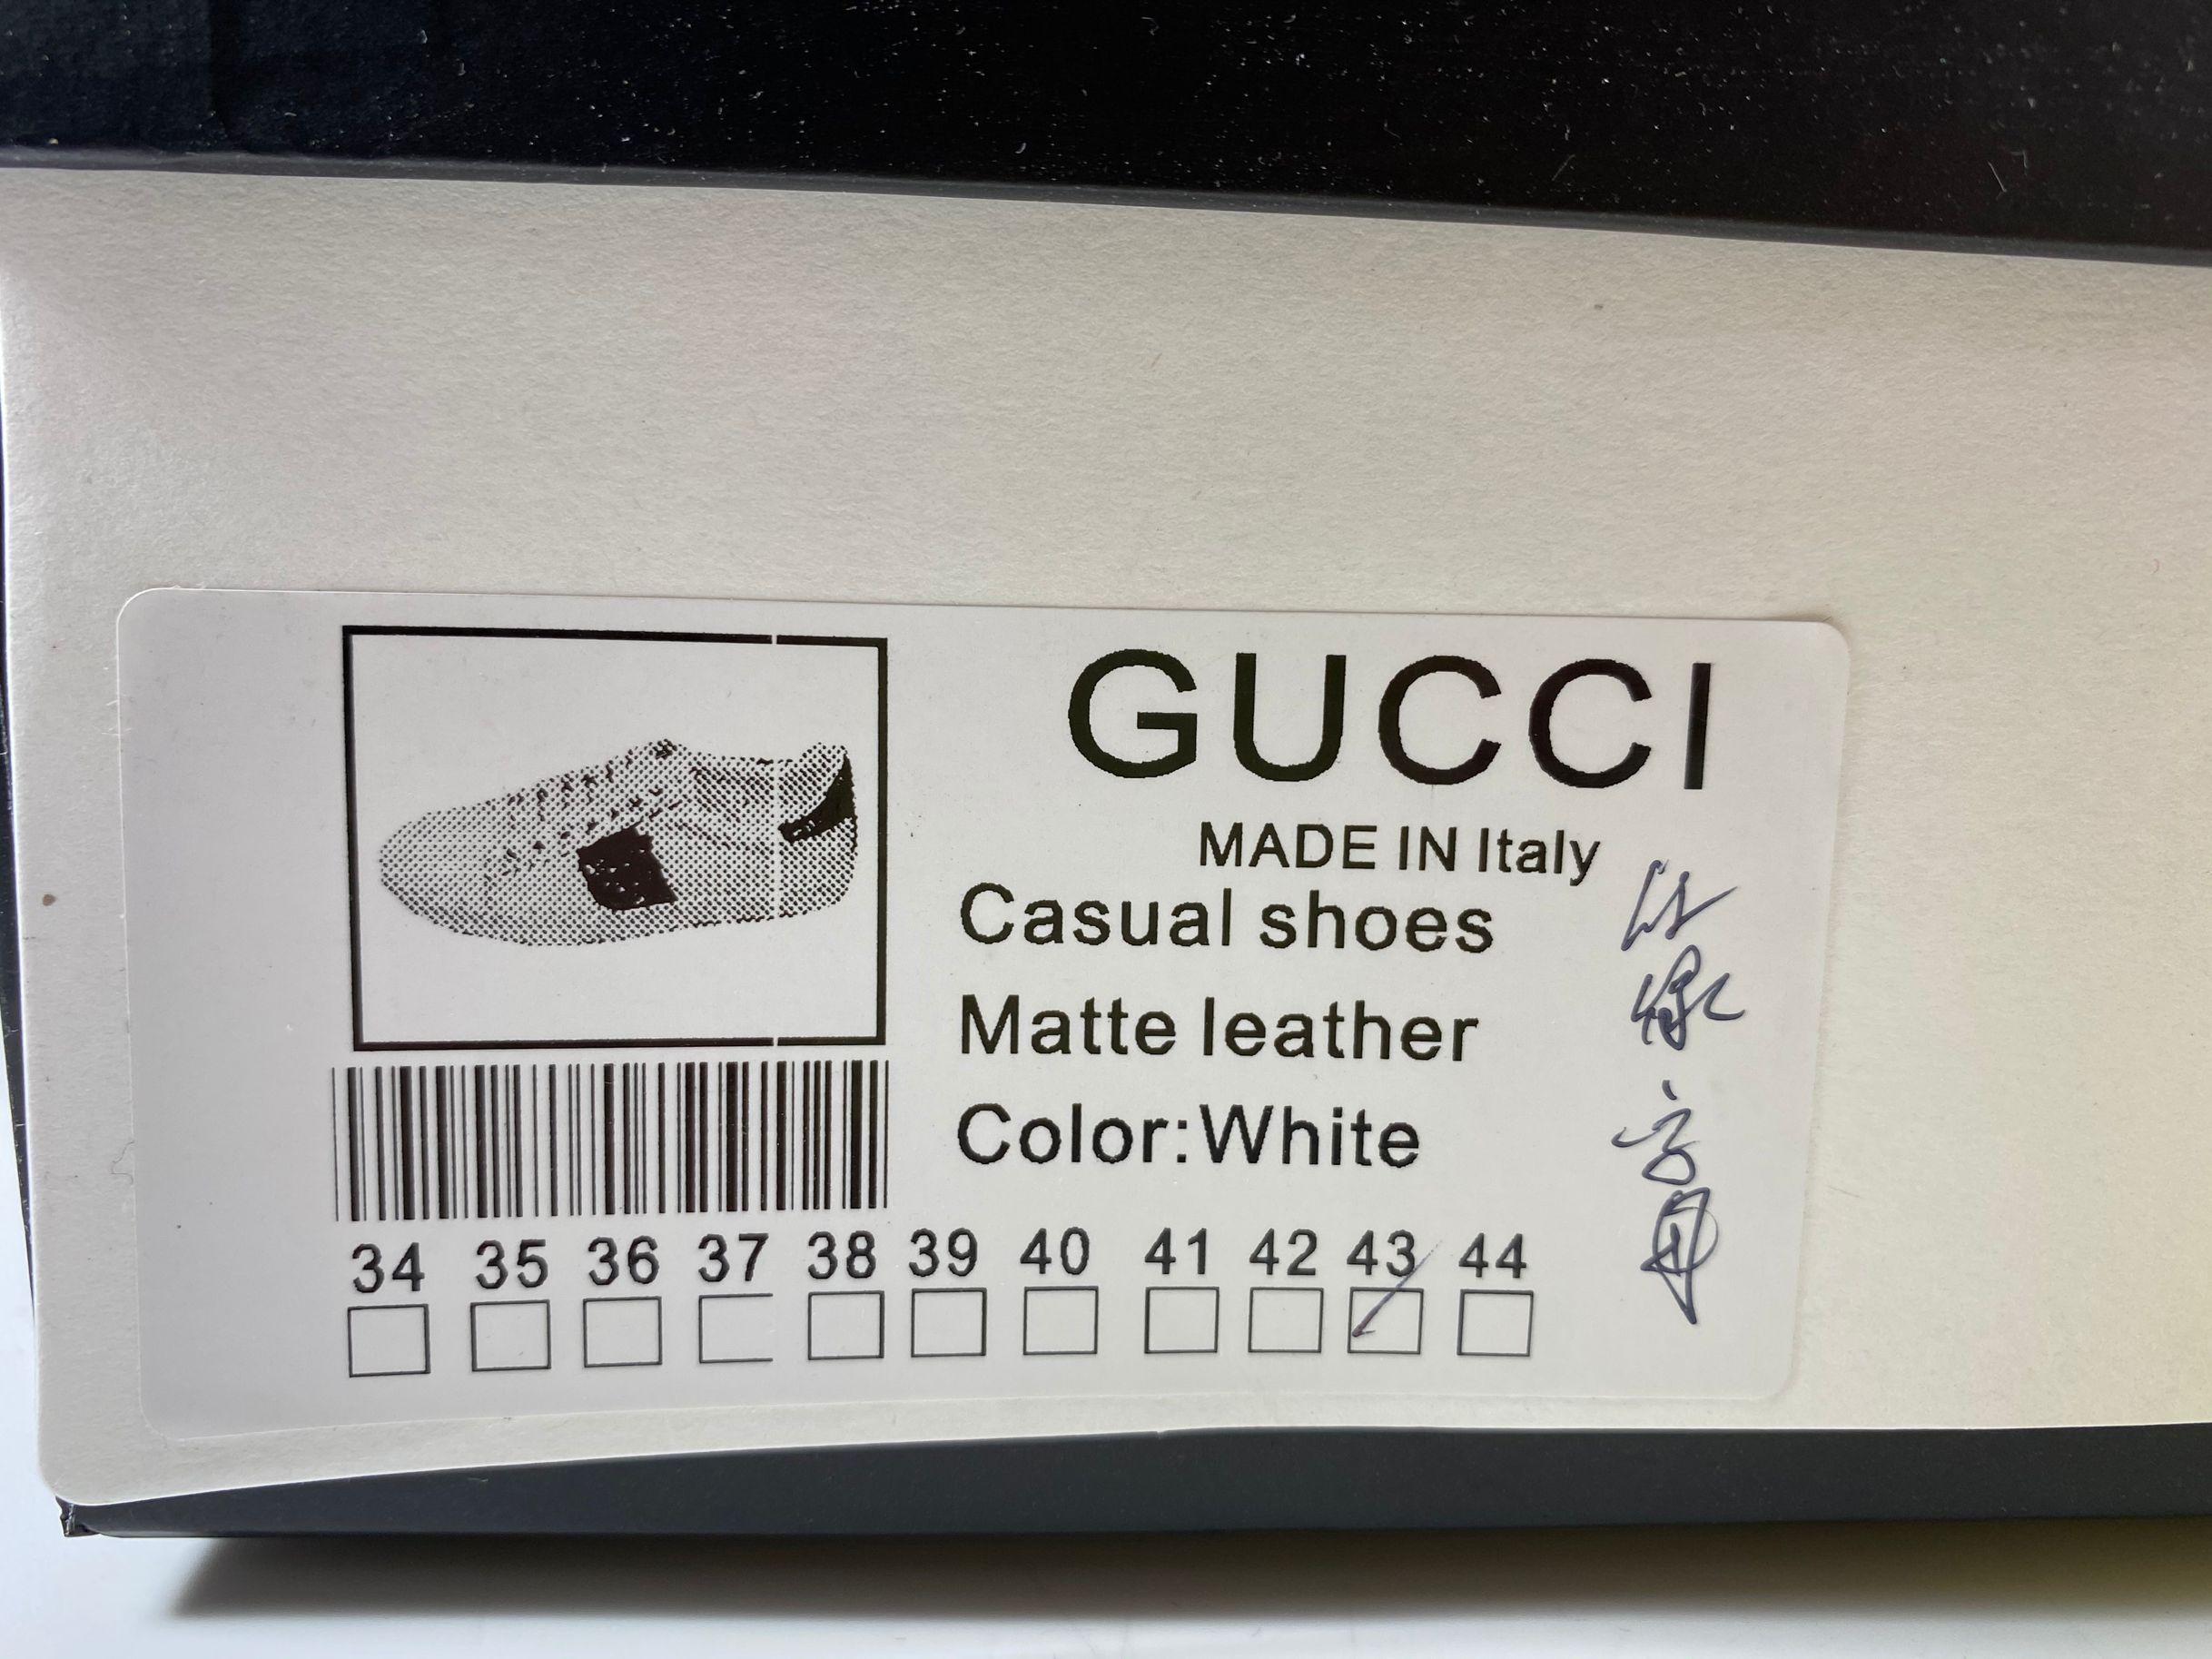 GUCCI
MADE IN Italy
Casual shoes
Matte leather
Color:White
34 35 36 37 38 39 40 41 42 43 44